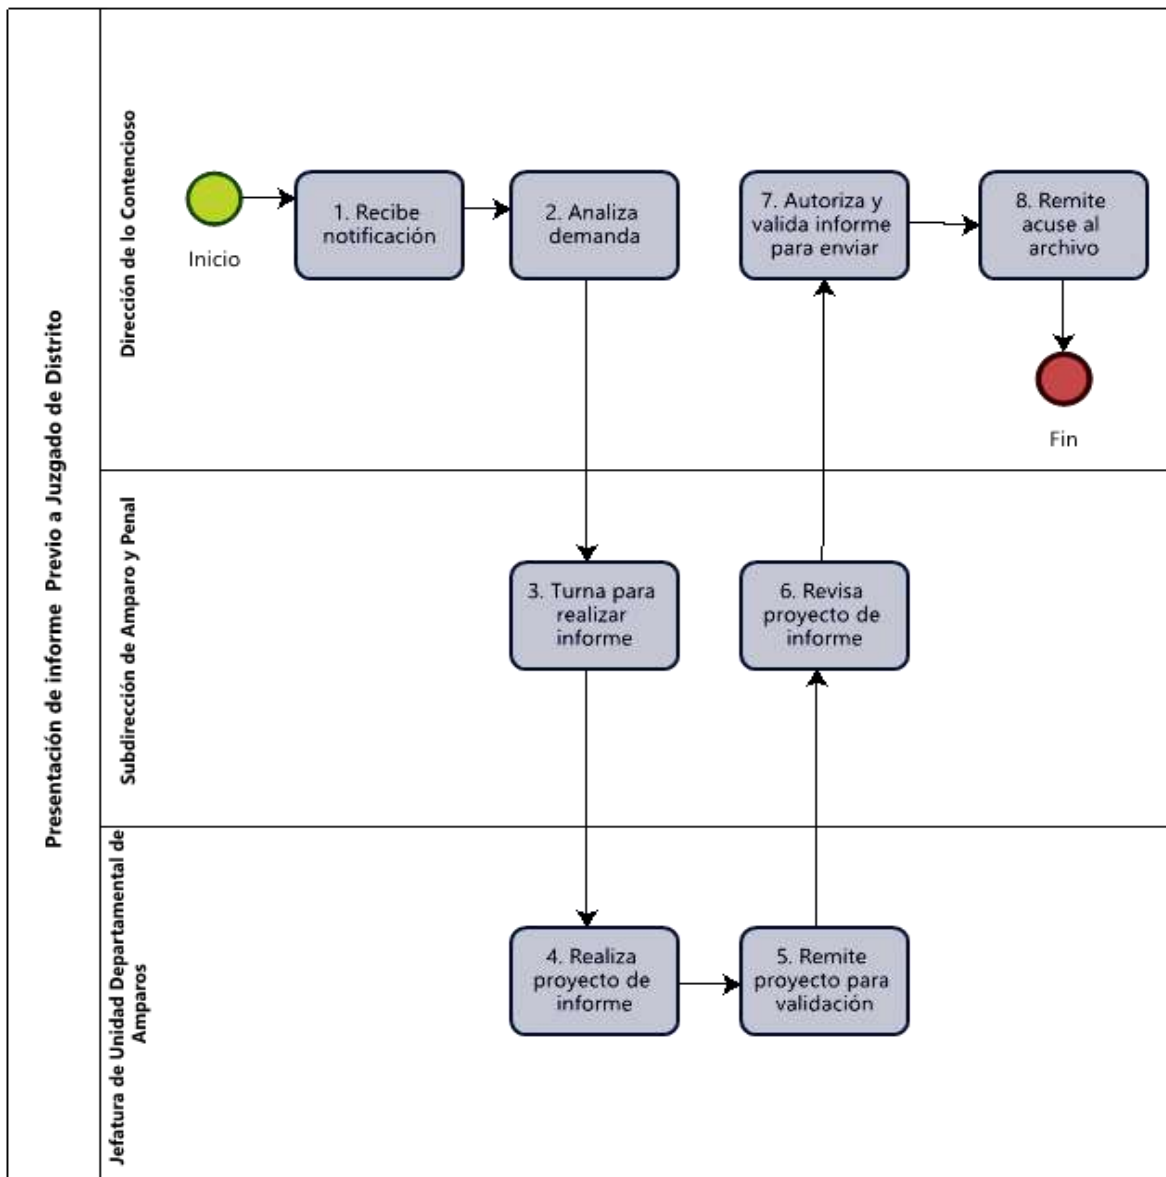 Presentación de informe Previo a Juzgado de Distrito
Dirección de lo Contencioso
Inicio
1. Recibe
notificación
2. Analiza
demanda
7. Autoriza y
valida informe
para enviar
8. Remite
acuse al
archivo
Fin
Subdirección de Amparo y Penal
3. Turna para
realizar
informe
6. Revisa
proyecto de
informe
Jefatura de Unidad Departamental de
Amparos
4. Realiza
proyecto de
informe
5. Remite
proyecto para
validación